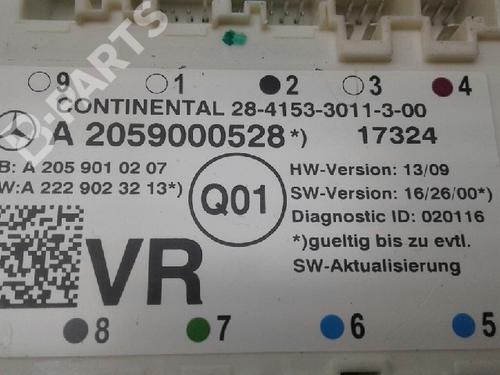 B-PARTS
9 1 2 3 4
CONTINENTAL 28-4153-3011-3-00
A 2059000528*) 17324
B: A 205 901 02 07
W:A 222 902 32 13*)
Q01
HW-Version: 13/09
SW-Version: 16/26/00*)
Diagnostic ID: 020116
*)gueltig bis zu evtl.
SW-Aktualisierung
VR
8 7 6 5